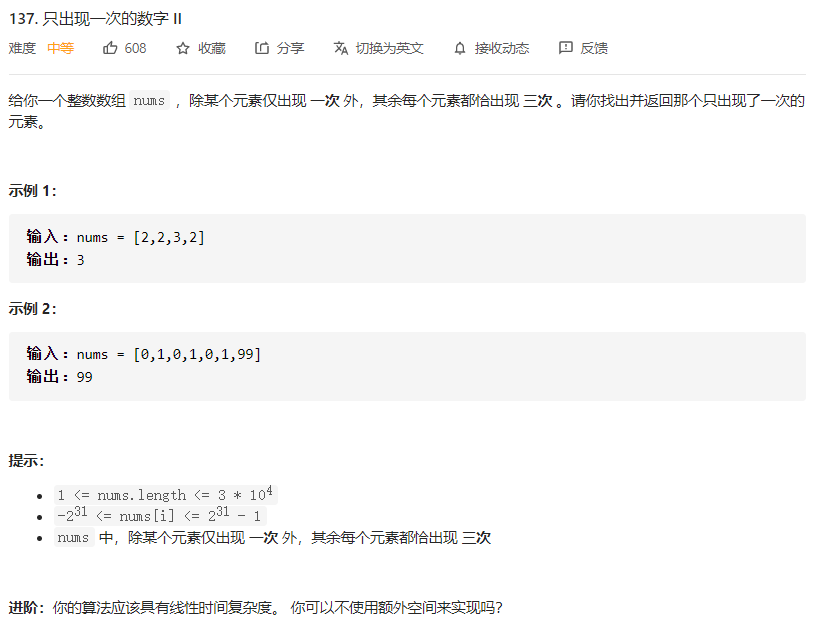 137. 只出现一次的数字 II
难度 中等 608 收藏 分享 切换为英文 接收动态 反馈
给你一个整数数组 nums ，除某个元素仅出现 一次 外，其余每个元素都恰出现 三次 。请你找出并返回那个只出现了一次的
元素。
示例 1：
输入：nums = [2,2,3,2]
输出：3
示例 2：
输入：nums = [0,1,0,1,0,1,99]
输出：99
提示：
1 <= nums.length <= 3 * 10⁴
-2³¹ <= nums[i] <= 2³¹ - 1
nums 中，除某个元素仅出现 一次 外，其余每个元素都恰出现 三次
进阶：你的算法应该具有线性时间复杂度。 你可以不使用额外空间来实现吗？